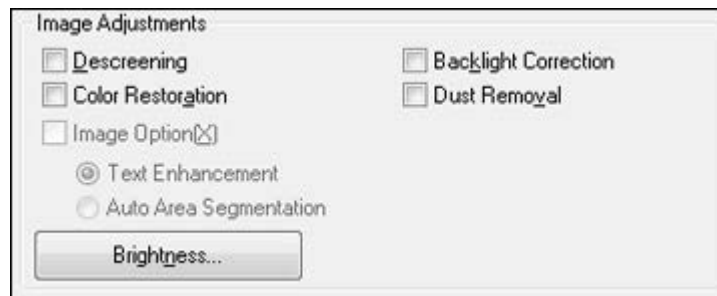 Image Adjustments
Descreening
Backlight Correction
Color Restoration
Dust Removal
Image Option(X)
Text Enhancement
Auto Area Segmentation
Brightness...